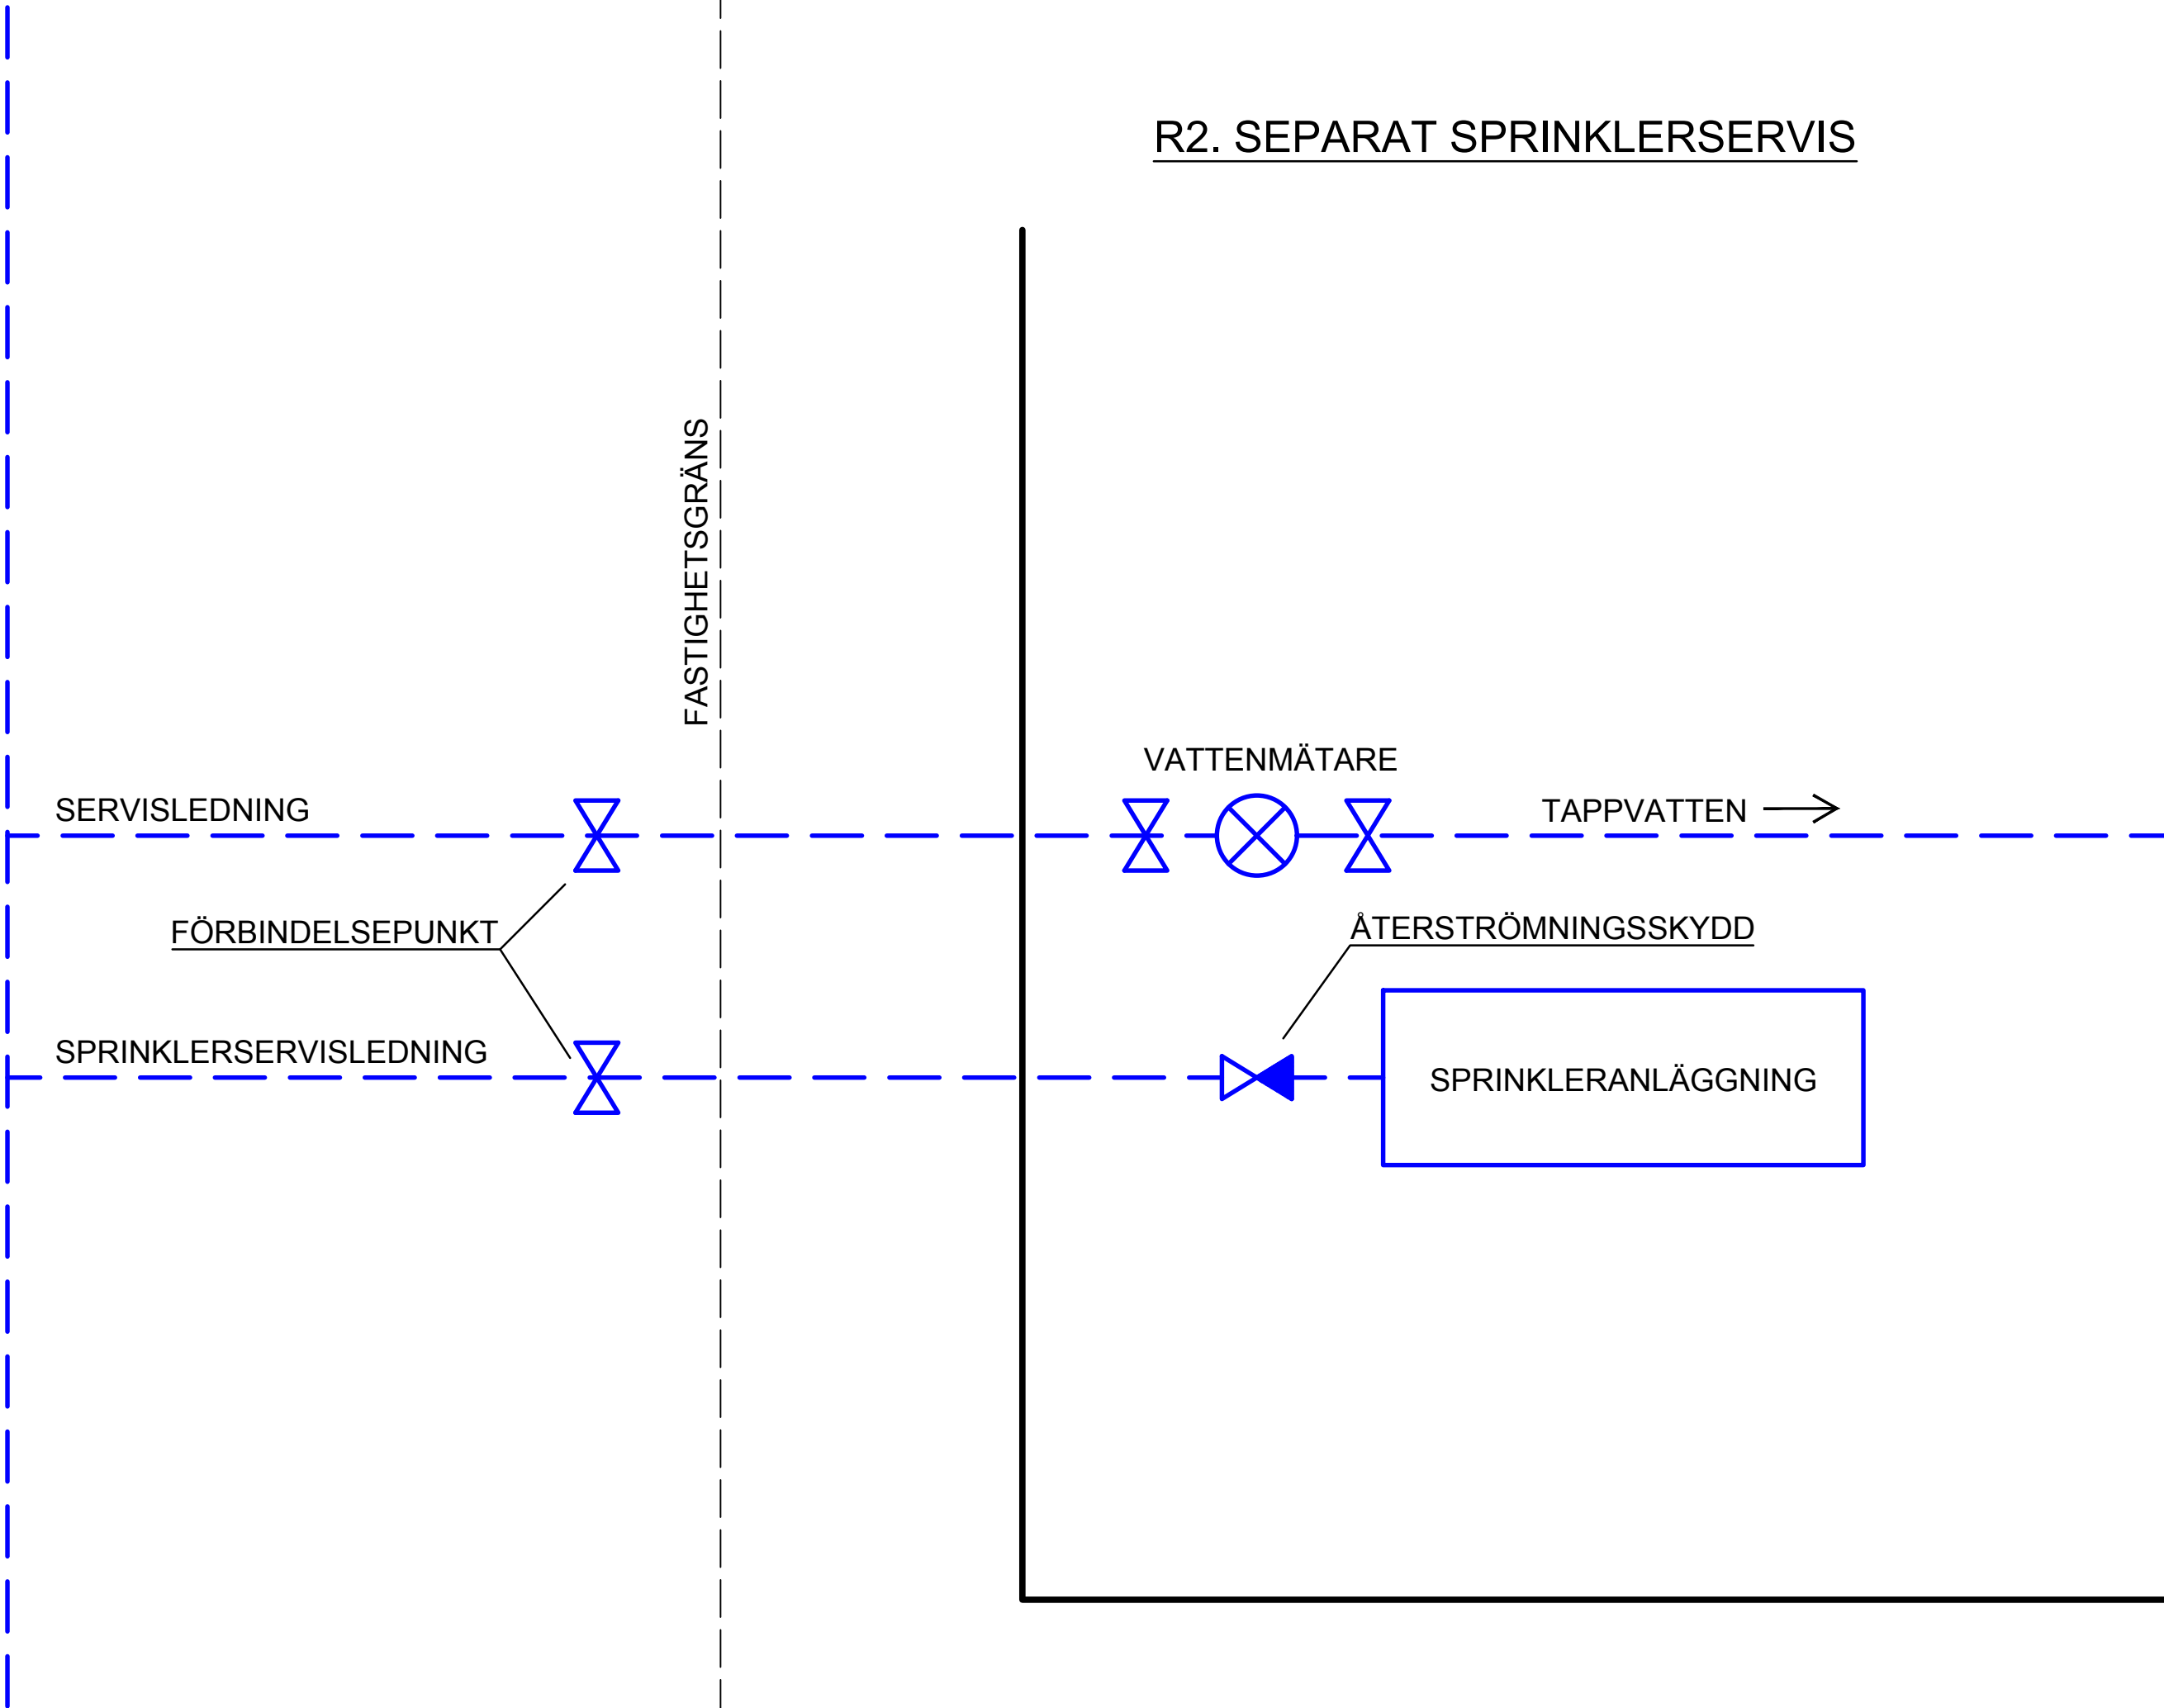 R2. SEPARAT SPRINKLERSERVIS
FASTIGHETSGRÄNS
VATTENMÄTARE
SERVISLEDNING
TAPPVATTEN
FÖRBINDELSEPUNKT
ÅTERSTRÖMNINGSSKYDD
SPRINKLERSERVISLEDNING
SPRINKLERANLÄGGNING